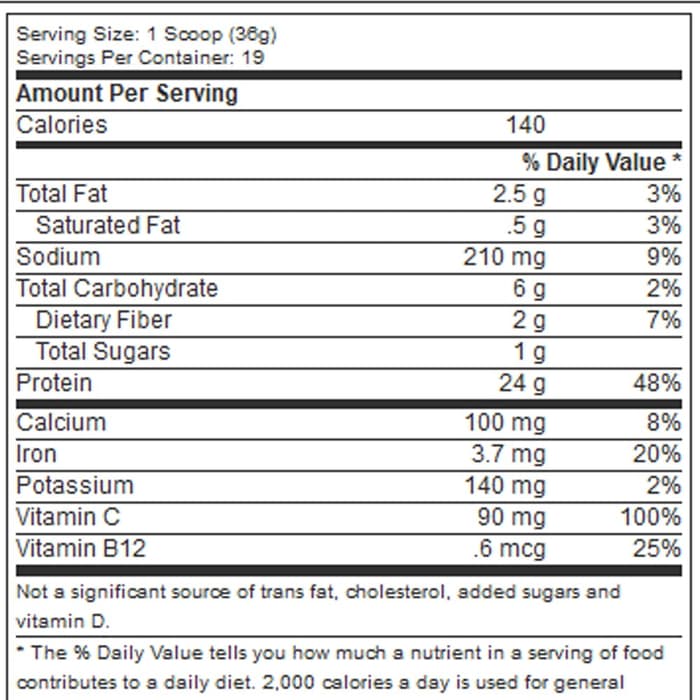 Serving Size: 1 Scoop (36g)
Servings Per Container: 19
Amount Per Serving
Calories 140
% Daily Value *
Total Fat 2.5 g 3%
Saturated Fat .5 g 3%
Sodium 210 mg 9%
Total Carbohydrate 6 g 2%
Dietary Fiber 2 g 7%
Total Sugars 1 g
Protein 24 g 48%
Calcium 100 mg 8%
Iron 3.7 mg 20%
Potassium 140 mg 2%
Vitamin C 90 mg 100%
Vitamin B12 .6 mcg 25%
Not a significant source of trans fat, cholesterol, added sugars and
vitamin D.
* The % Daily Value tells you how much a nutrient in a serving of food
contributes to a daily diet. 2,000 calories a day is used for general